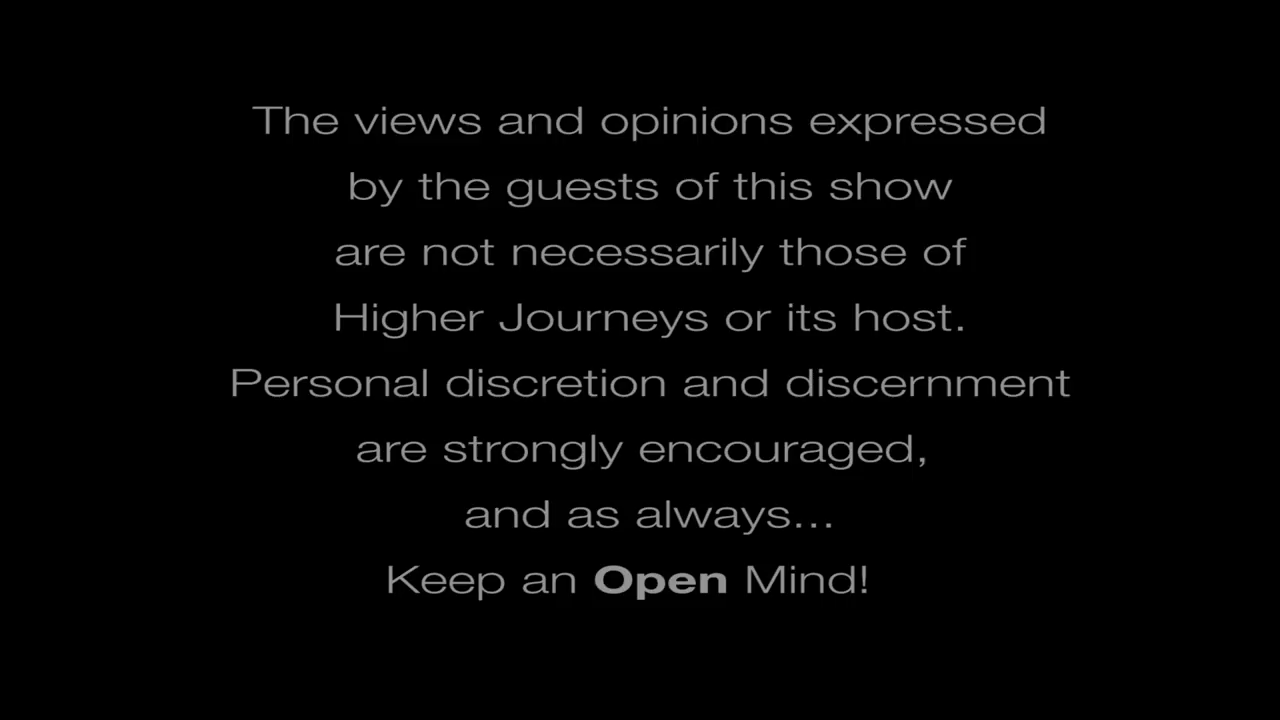 The views and opinions expressed
by the guests of this show
are not necessarily those of
Higher Journeys or its host.
Personal discretion and discernment
are strongly encouraged,
and as always...
Keep an Open Mind!